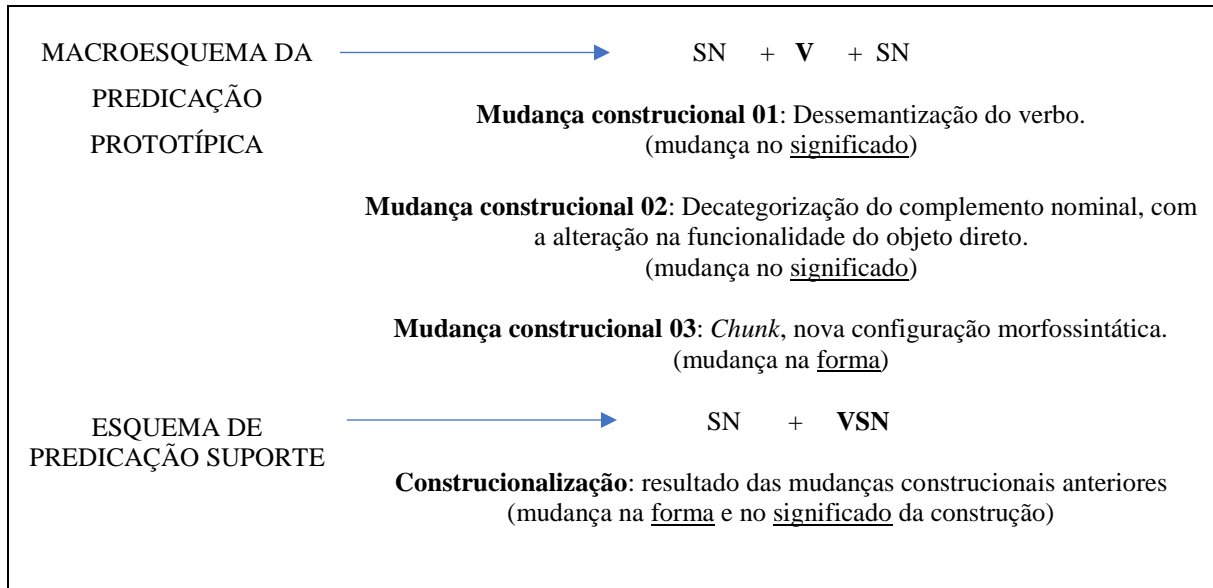 MACROESQUEMA DA
PREDICAÇÃO
PROTOTÍPICA
SN + V + SN
Mudança construcional 01: Dessemantização do verbo.
(mudança no significado)
Mudança construcional 02: Decategorização do complemento nominal, com
a alteração na funcionalidade do objeto direto.
(mudança no significado)
Mudança construcional 03: Chunk, nova configuração morfossintática.
(mudança na forma)
ESQUEMA DE
PREDICAÇÃO SUPORTE
SN + VSN
Construcionalização: resultado das mudanças construcionais anteriores
(mudança na forma e no significado da construção)